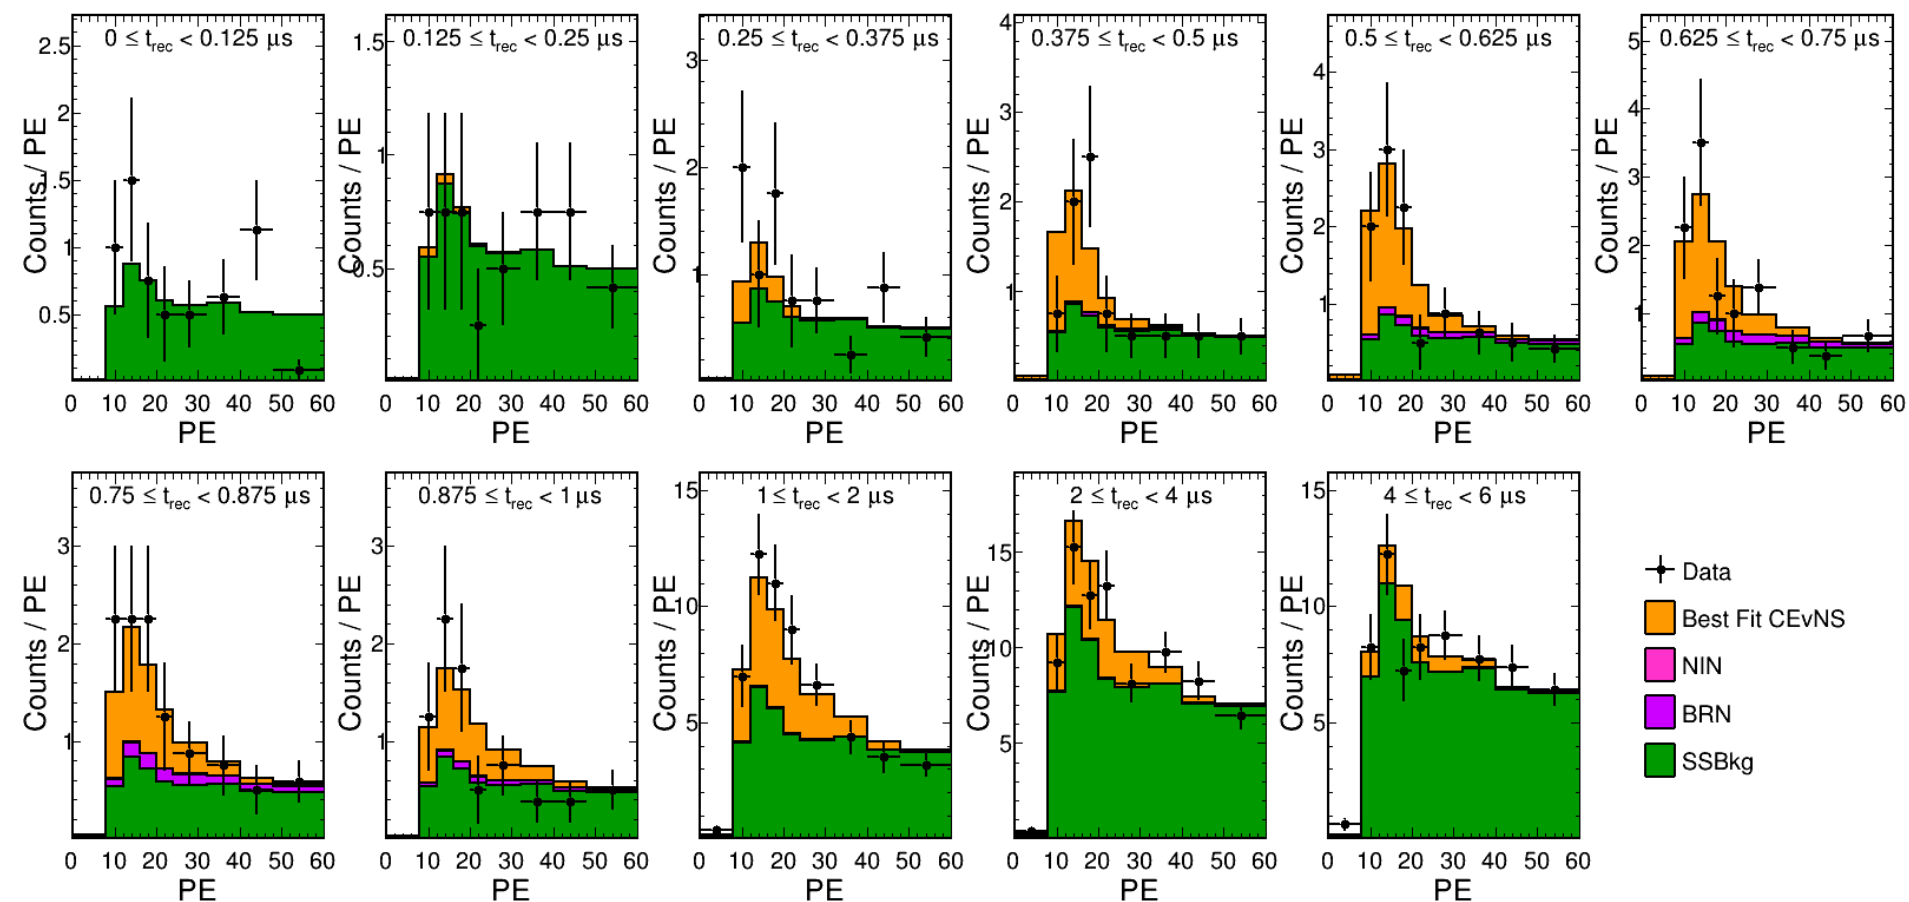 0 ≤ t_rec < 0.125 μs
Counts / PE
2.5
2
1.5
1
0.5
0 10 20 30 40 50 60
PE
0.125 ≤ t_rec < 0.25 μs
Counts / PE
1.5
1
0.5
0 10 20 30 40 50 60
PE
0.25 ≤ t_rec < 0.375 μs
Counts / PE
3
2
1
0 10 20 30 40 50 60
PE
0.375 ≤ t_rec < 0.5 μs
Counts / PE
4
3
2
1
0 10 20 30 40 50 60
PE
0.5 ≤ t_rec < 0.625 μs
Counts / PE
4
3
2
1
0 10 20 30 40 50 60
PE
0.625 ≤ t_rec < 0.75 μs
Counts / PE
5
4
3
2
1
0 10 20 30 40 50 60
PE
0.75 ≤ t_rec < 0.875 μs
Counts / PE
3
2
1
0 10 20 30 40 50 60
PE
0.875 ≤ t_rec < 1 μs
Counts / PE
3
2
1
0 10 20 30 40 50 60
PE
1 ≤ t_rec < 2 μs
Counts / PE
15
10
5
0 10 20 30 40 50 60
PE
2 ≤ t_rec < 4 μs
Counts / PE
15
10
5
0 10 20 30 40 50 60
PE
4 ≤ t_rec < 6 μs
Counts / PE
15
10
5
0 10 20 30 40 50 60
PE
Data
Best Fit CEvNS
NIN
BRN
SSBkg